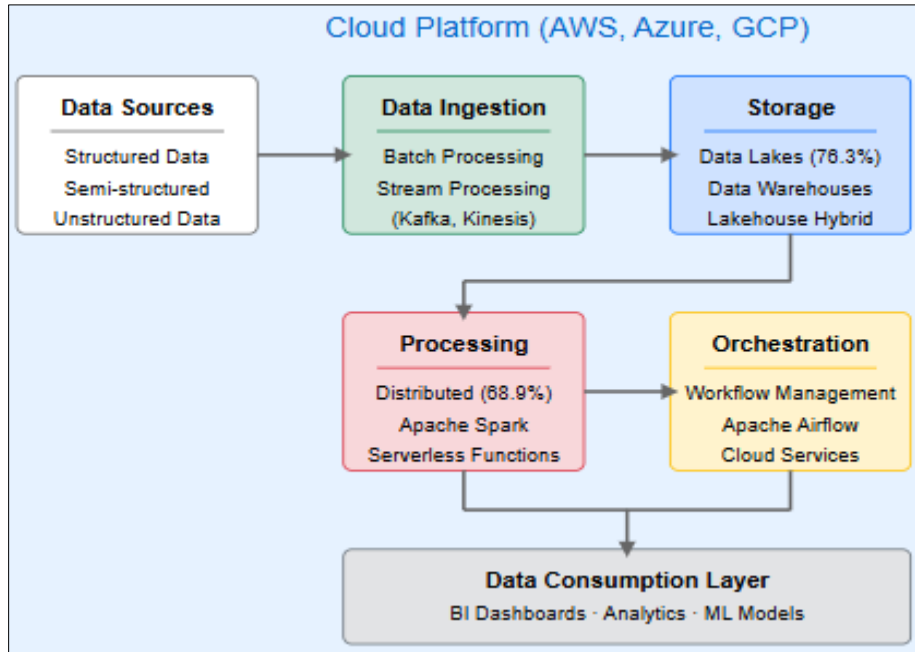 Cloud Platform (AWS, Azure, GCP)
Data Sources
Structured Data
Semi-structured
Unstructured Data
Data Ingestion
Batch Processing
Stream Processing
(Kafka, Kinesis)
Storage
Data Lakes (76.3%)
Data Warehouses
Lakehouse Hybrid
Processing
Distributed (68.9%)
Apache Spark
Serverless Functions
Orchestration
Workflow Management
Apache Airflow
Cloud Services
Data Consumption Layer
BI Dashboards · Analytics · ML Models